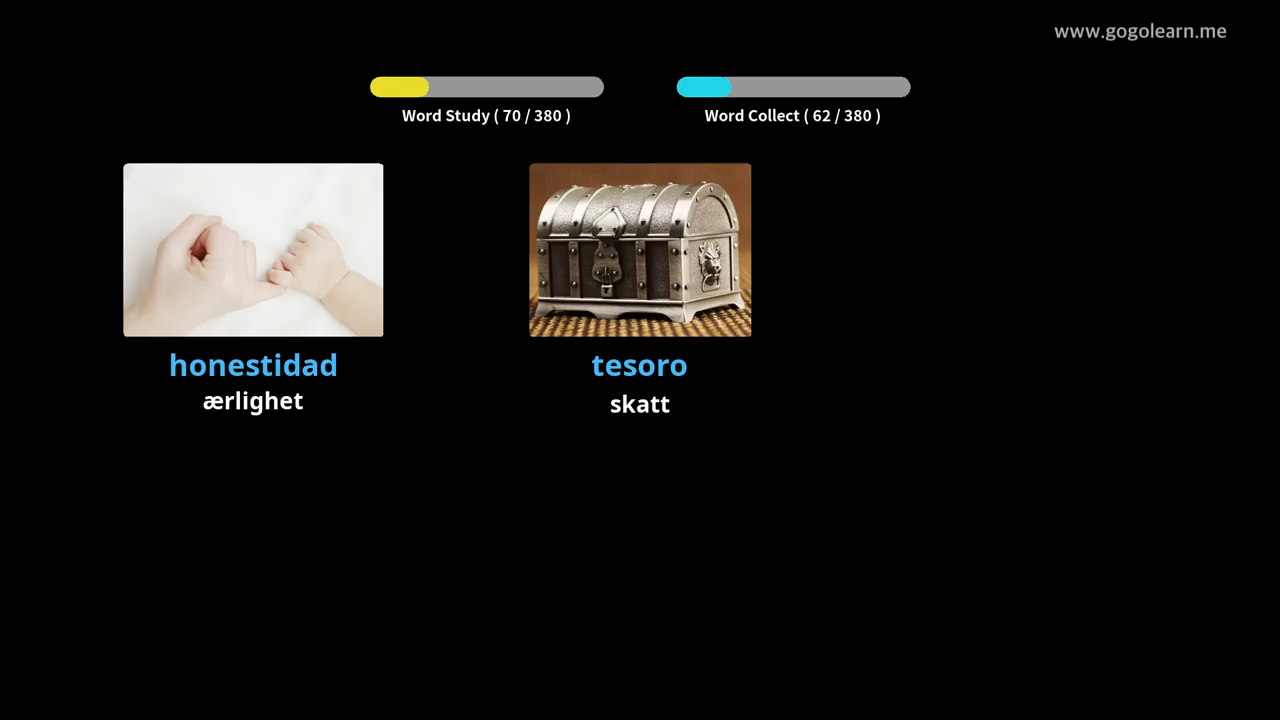 www.gogolearn.me
Word Study ( 70 / 380 )
Word Collect ( 62 / 380 )
honestidad
ærlighet
tesoro
skatt